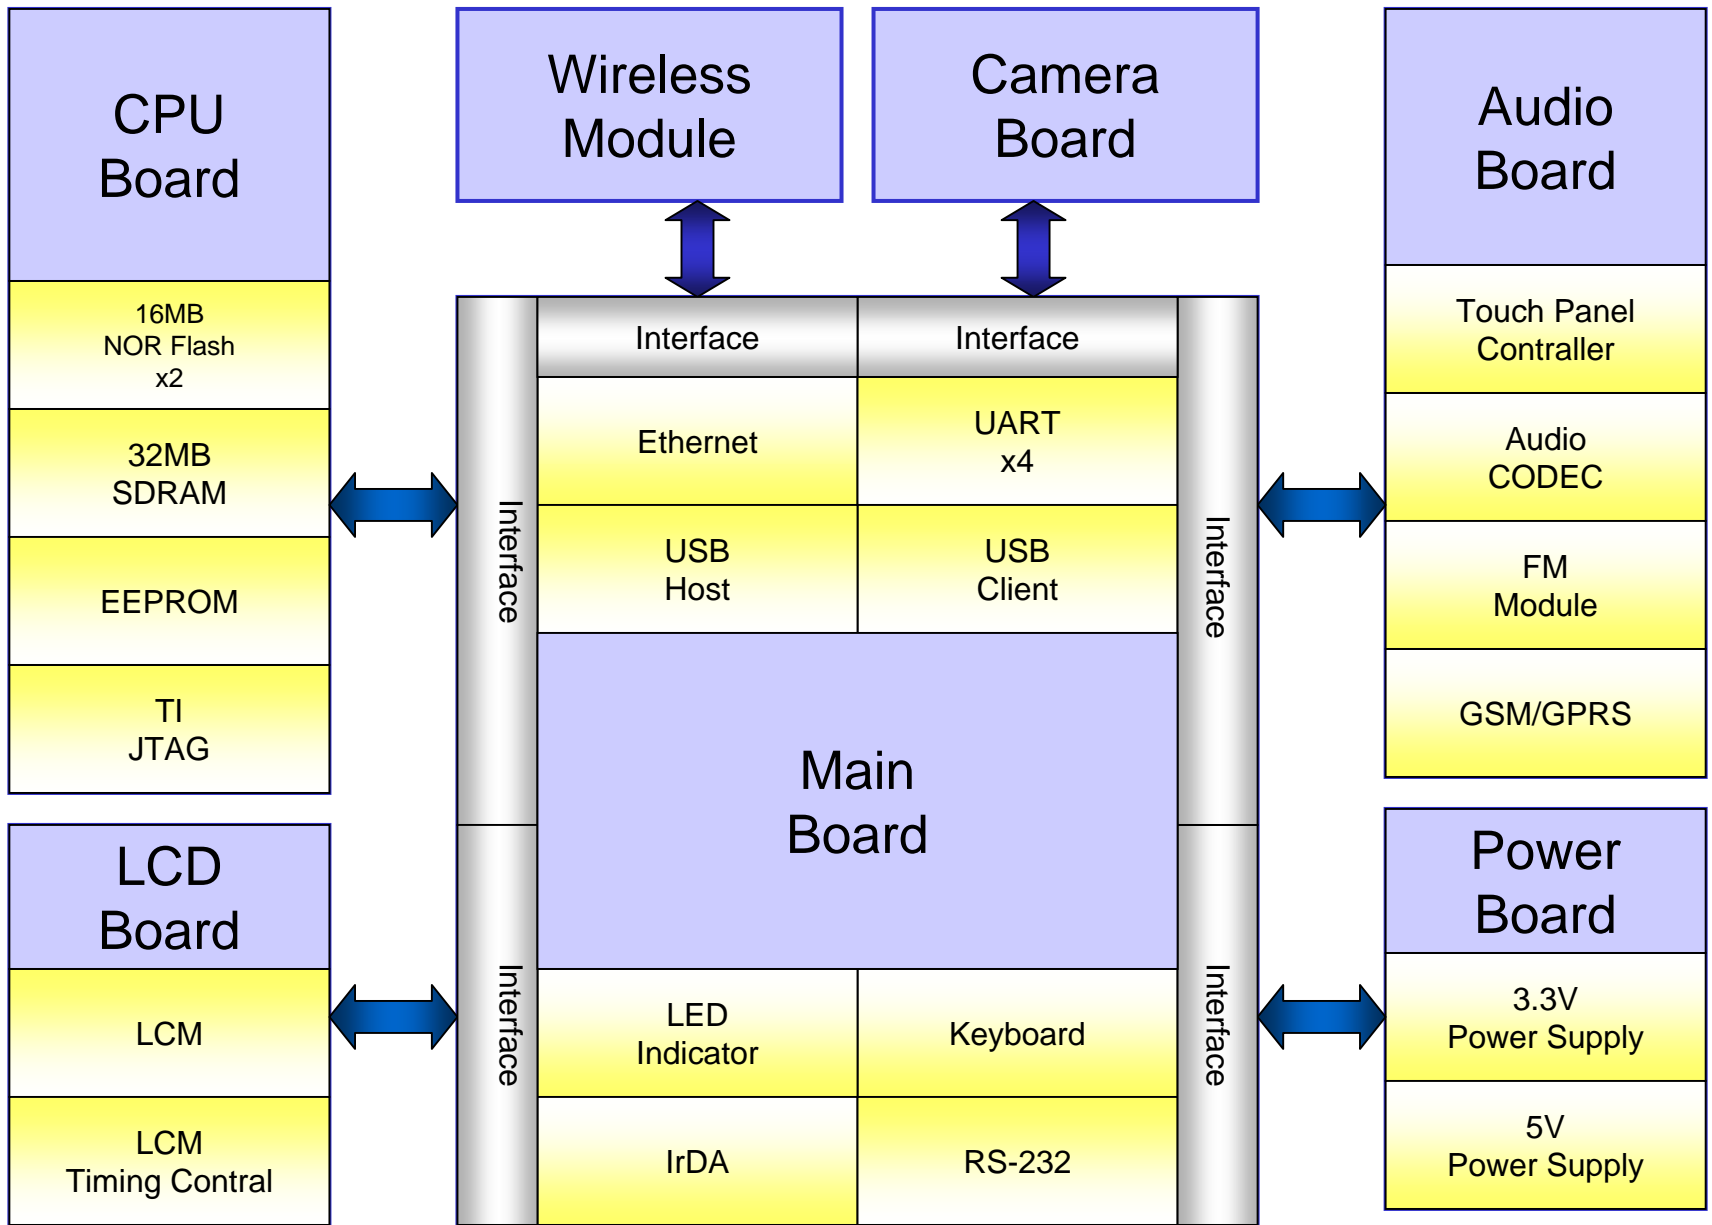 CPU
Board
16MB
NOR Flash
x2
32MB
SDRAM
EEPROM
TI
JTAG
LCD
Board
LCM
LCM
Timing Contral
Wireless
Module
Camera
Board
Interface
Interface
Interface
Interface
Ethernet
UART
x4
USB
Host
USB
Client
Main
Board
LED
Indicator
Keyboard
IrDA
RS-232
Interface
Interface
Audio
Board
Touch Panel
Contraller
Audio
CODEC
FM
Module
GSM/GPRS
Power
Board
3.3V
Power Supply
5V
Power Supply